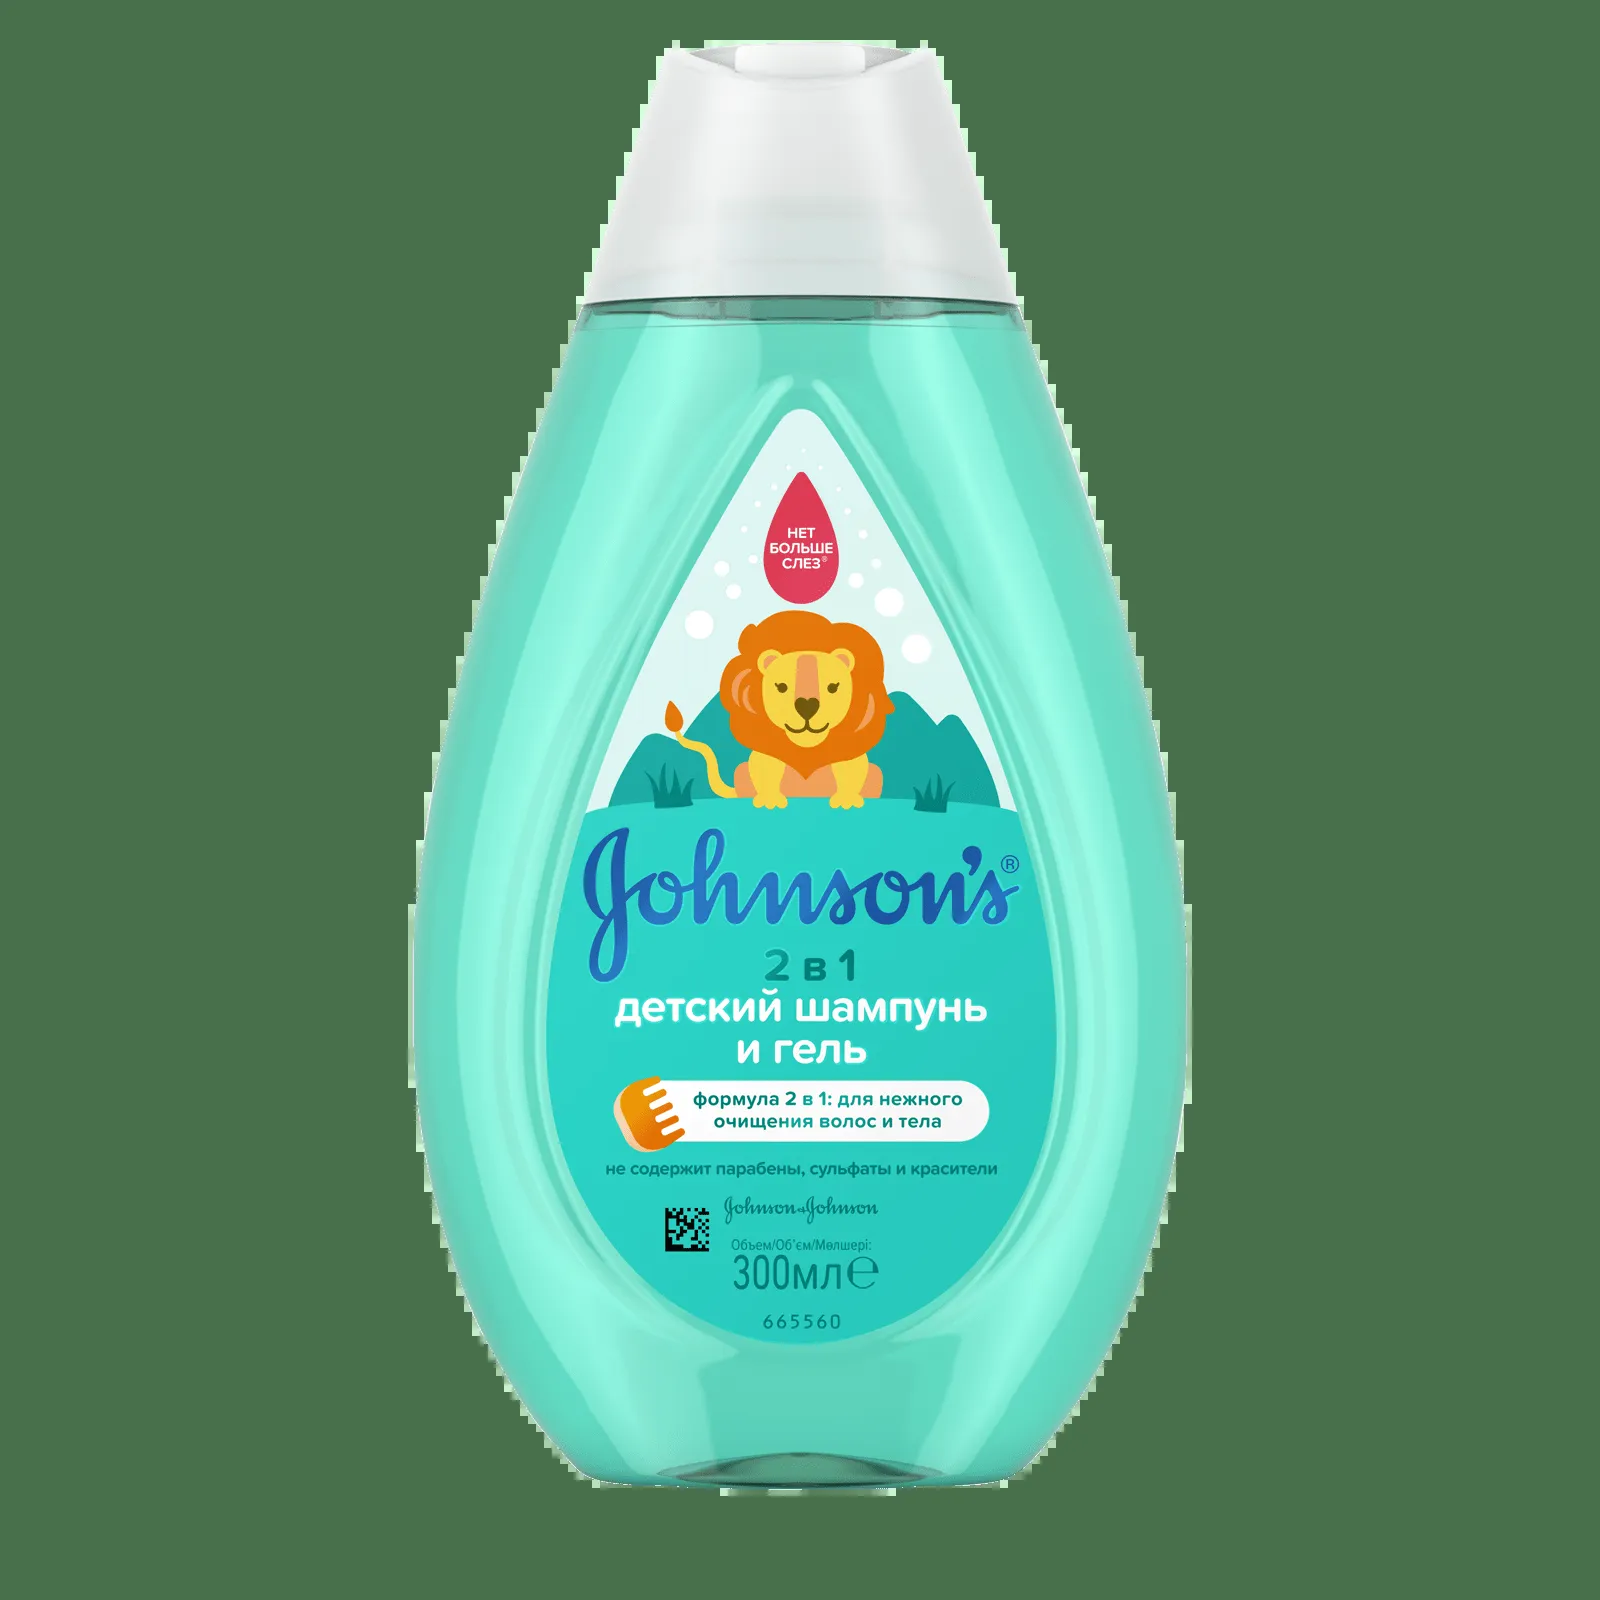 НЕТ
БОЛЬШЕ
СЛЕЗ®
Johnson's®
2 в 1
детский шампунь
и гель
формула 2 в 1: для нежного
очищения волос и тела
не содержит парабены, сульфаты и красители
Johnson+Johnson
Объем/Об'єм/Мөлшері:
300мл℮
665560